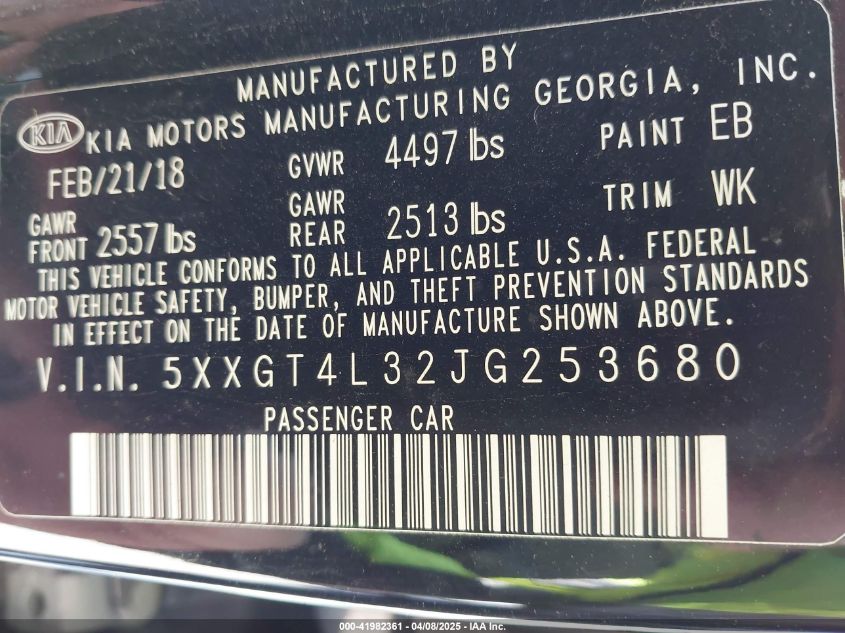 MANUFACTURED BY
KIA KIA MOTORS MANUFACTURING GEORGIA, INC.
FEB/21/18 GVWR 4497 lbs PAINT EB
GAWR FRONT 2557 lbs GAWR REAR 2513 lbs TRIM WK
THIS VEHICLE CONFORMS TO ALL APPLICABLE U.S.A. FEDERAL
MOTOR VEHICLE SAFETY, BUMPER, AND THEFT PREVENTION STANDARDS
IN EFFECT ON THE DATE OF MANUFACTURE SHOWN ABOVE.
V.I.N. 5XXGT4L32JG253680
PASSENGER CAR
000-41982361 - 04/08/2025 - IAA Inc.